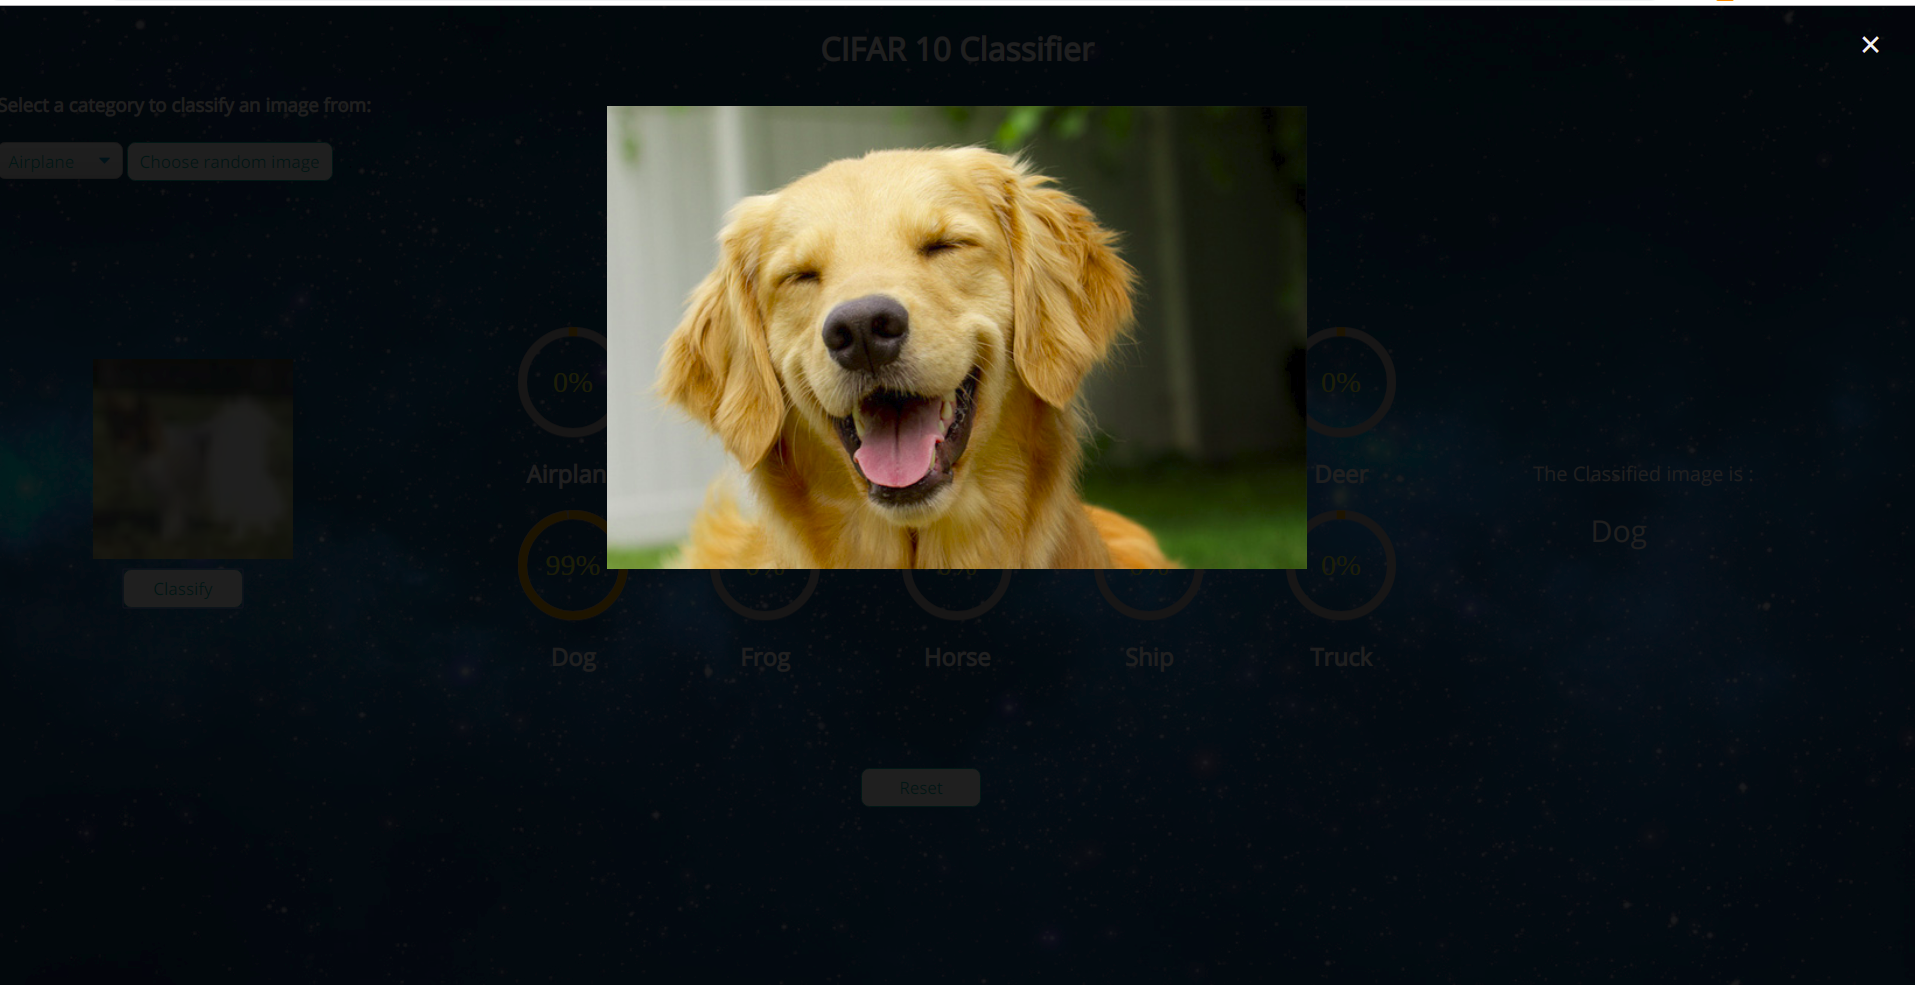 CIFAR 10 Classifier
×
Select a category to classify an image from:
Airplane
Choose random image
0%
0%
Airplan
Deer
The Classified image is :
Dog
99%
0%
Classify
Dog
Frog
Horse
Ship
Truck
Reset